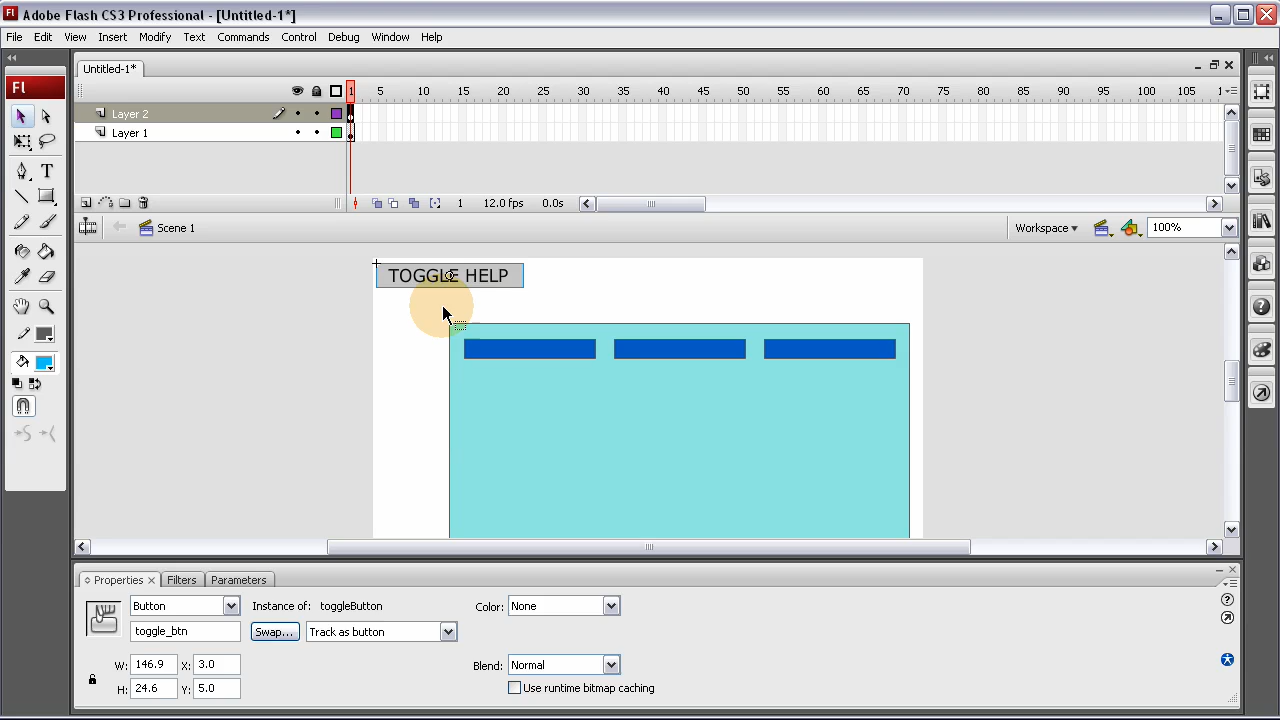 Fl Adobe Flash CS3 Professional - [Untitled-1*]
File Edit View Insert Modify Text Commands Control Debug Window Help
Untitled-1*
Fl
1 5 10 15 20 25 30 35 40 45 50 55 60 65 70 75 80 85 90 95 100 105 1
Layer 2
Layer 1
1 12.0 fps 0.0s
Scene 1 Workspace 100%
TOGGLE HELP
Properties Filters Parameters
Button Instance of: toggleButton Color: None
toggle_btn Swap... Track as button
W: 146.9 X: 3.0 Blend: Normal
H: 24.6 Y: 5.0 Use runtime bitmap caching